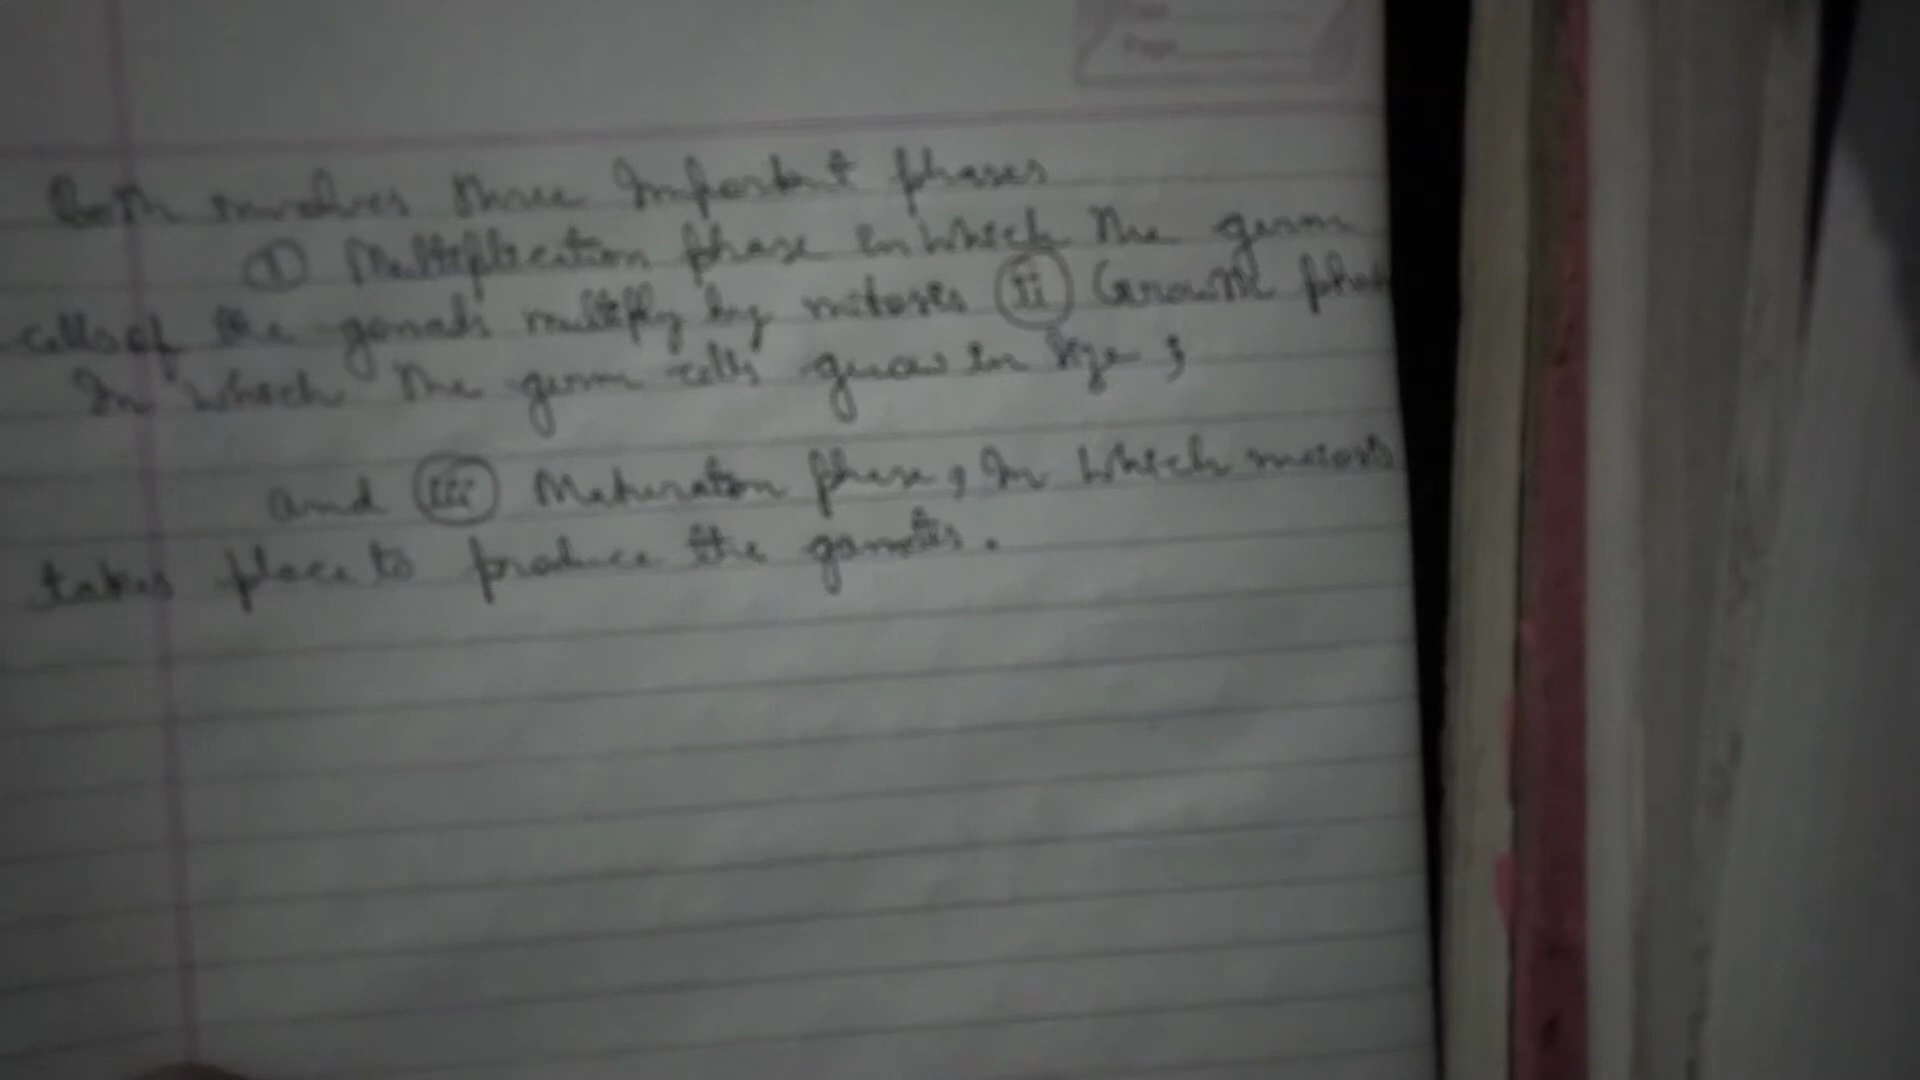 Page
Both involves three Important phases
(i) Multiplication phase in which the germ
cells of the gonads multiply by mitosis (ii) Growth
In which the germ cells grow in size ;
and (iii) Maturation phase, In which meiosis
takes place to produce the gametes.